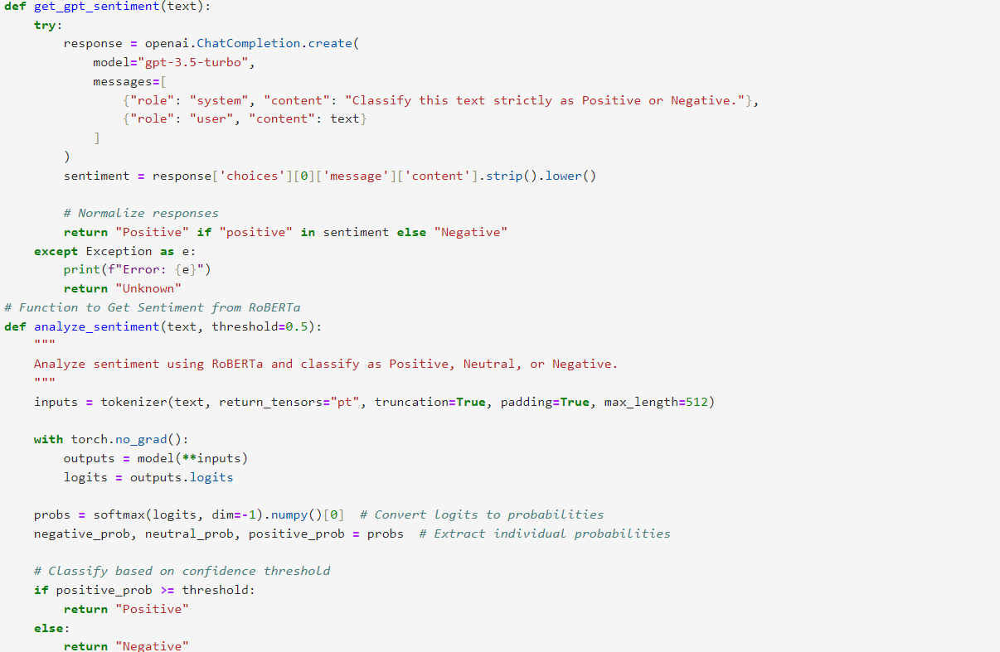 def get_gpt_sentiment(text):
    try:
        response = openai.ChatCompletion.create(
            model="gpt-3.5-turbo",
            messages=[
                {"role": "system", "content": "Classify this text strictly as Positive or Negative."},
                {"role": "user", "content": text}
            ]
        )
        sentiment = response['choices'][0]['message']['content'].strip().lower()

        # Normalize responses
        return "Positive" if "positive" in sentiment else "Negative"
    except Exception as e:
        print(f"Error: {e}")
        return "Unknown"
# Function to Get Sentiment from RoBERTa
def analyze_sentiment(text, threshold=0.5):
    """
    Analyze sentiment using RoBERTa and classify as Positive, Neutral, or Negative.
    """
    inputs = tokenizer(text, return_tensors="pt", truncation=True, padding=True, max_length=512)

    with torch.no_grad():
        outputs = model(**inputs)
        logits = outputs.logits

    probs = softmax(logits, dim=-1).numpy()[0]  # Convert logits to probabilities
    negative_prob, neutral_prob, positive_prob = probs  # Extract individual probabilities

    # Classify based on confidence threshold
    if positive_prob >= threshold:
        return "Positive"
    else:
        return "Negative"